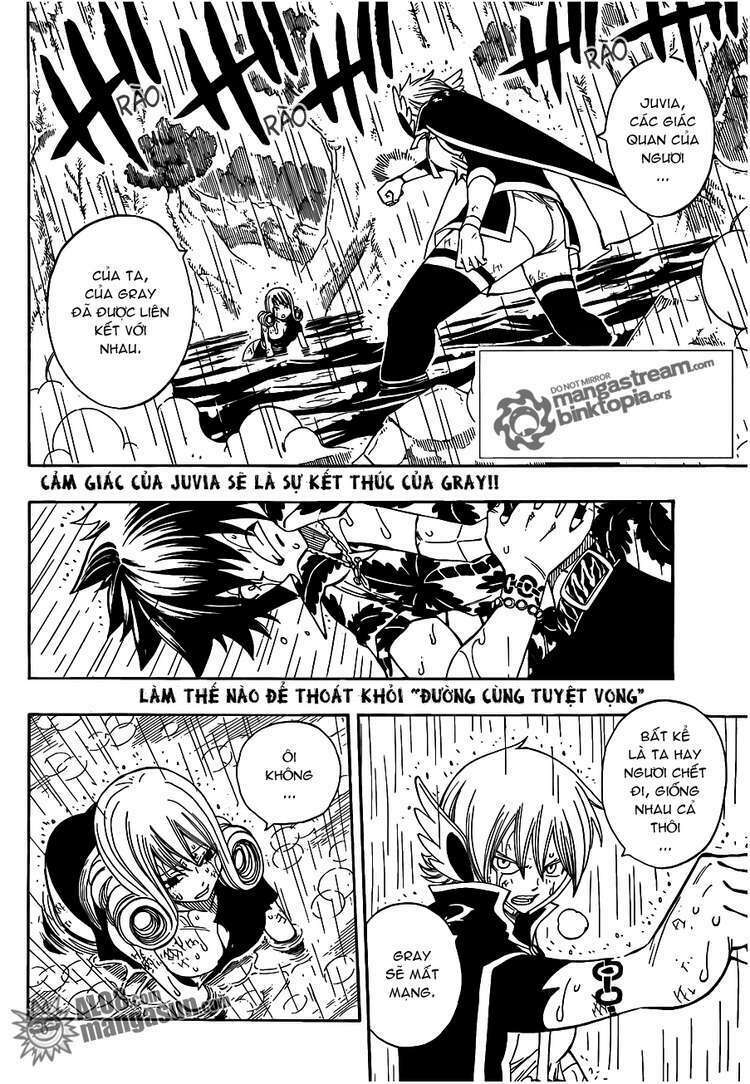 RÀO
RÀO
RÀO
RÀO
JUVIA,
CÁC GIÁC
QUAN CỦA
NGƯƠI
...
CỦA TA,
CỦA GRAY
ĐÃ ĐƯỢC LIÊN
KẾT VỚI
NHAU.
DO NOT MIRROR
mangastream.com
binktopia.org
CẢM GIÁC CỦA JUVIA SẼ LÀ SỰ KẾT THÚC CỦA GRAY!!
LÀM THẾ NÀO ĐỂ THOÁT KHỎI "ĐƯỜNG CÙNG TUYỆT VỌNG"
ÔI
KHÔNG
...
BẤT KỂ
LÀ TA HAY
NGƯƠI CHẾT
ĐI, GIỐNG
NHAU CẢ
THÔI
...
GRAY
SẼ MẤT
MẠNG.
mangasun.com